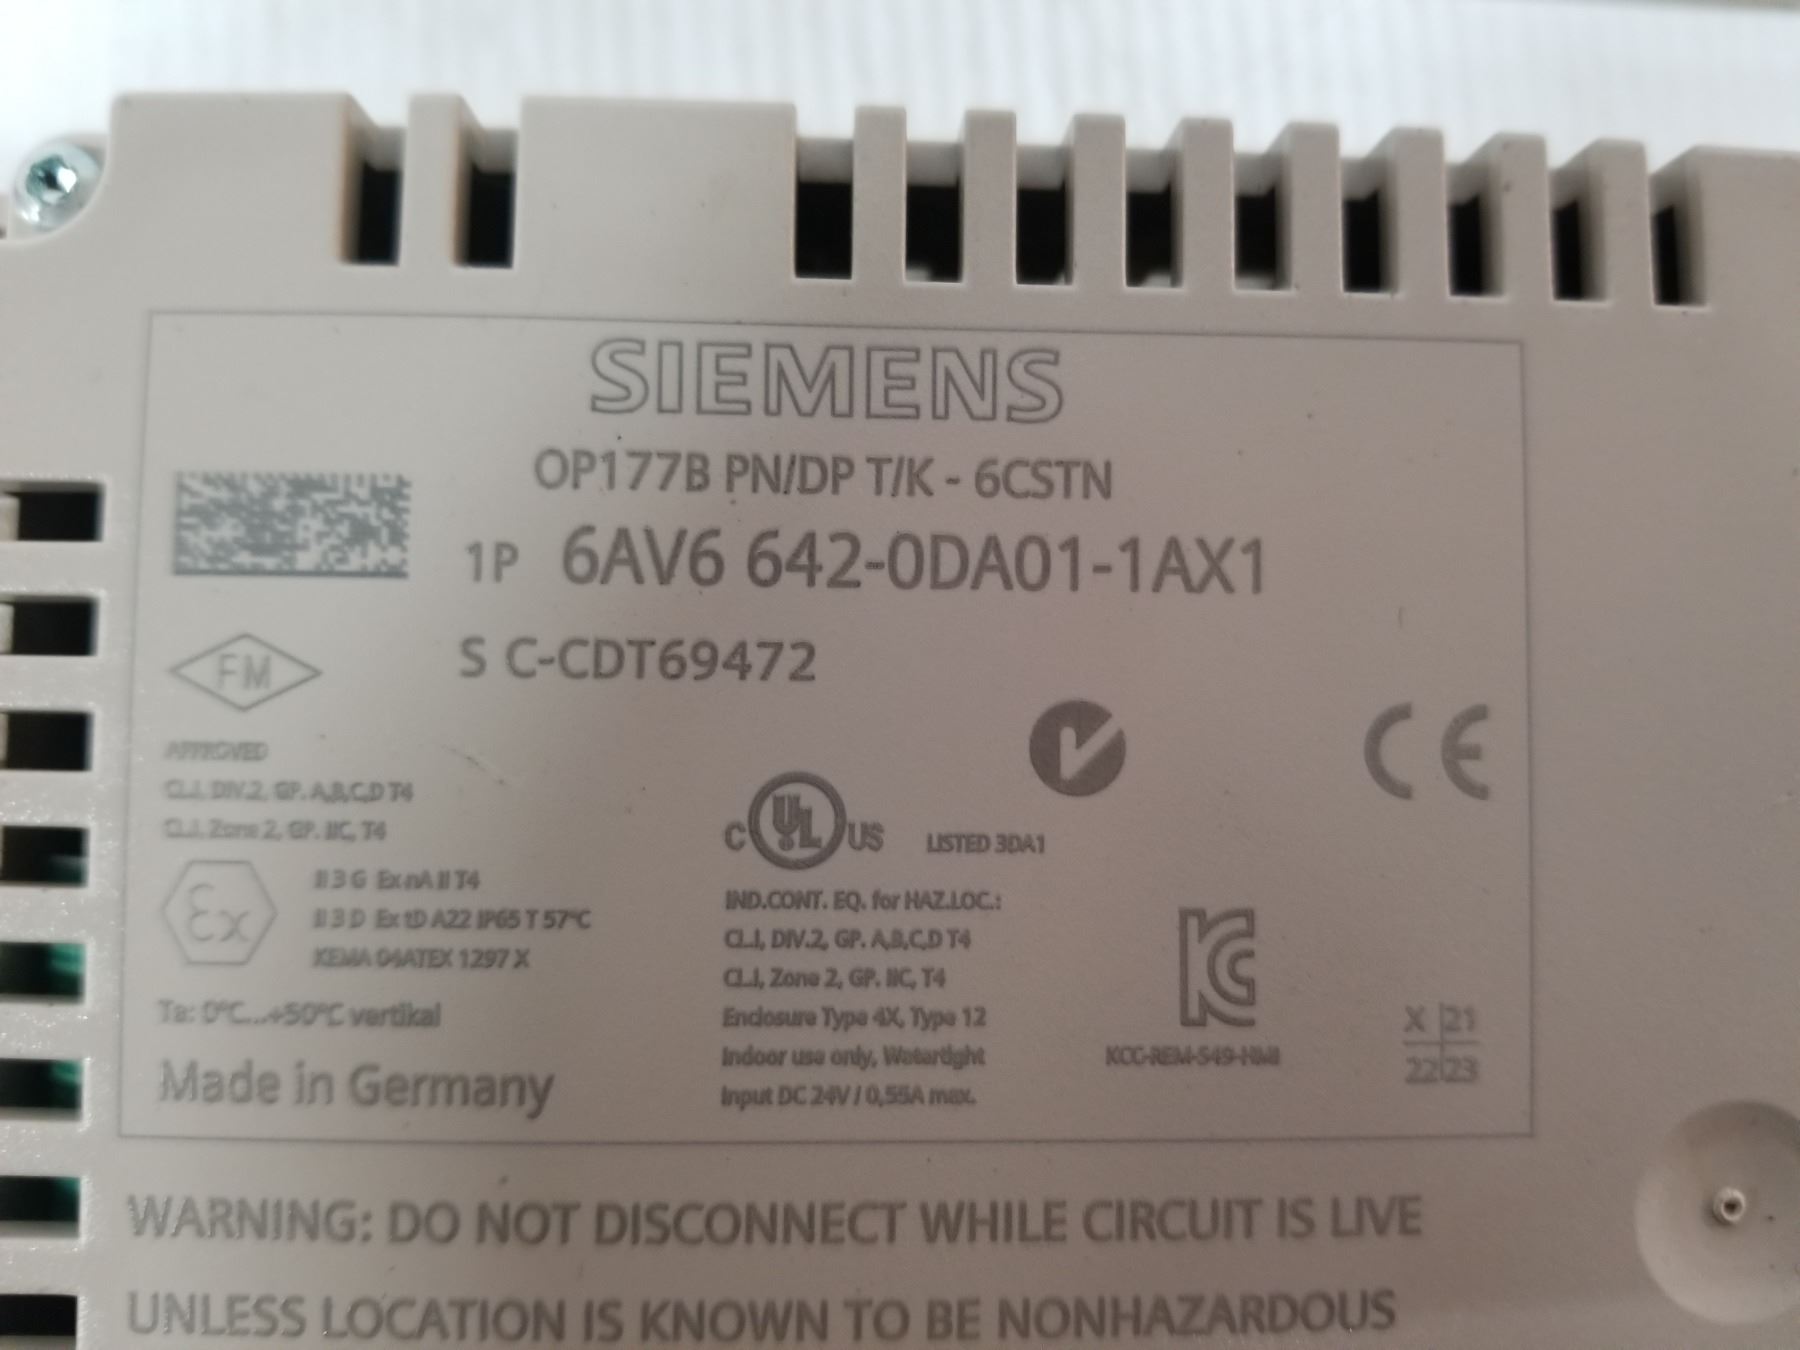 SIEMENS
OP177B PN/DP T/K - 6CSTN
1P 6AV6 642-0DA01-1AX1
S C-CDT69472
FM
APPROVED
CL.I, DIV.2, GP. A,B,C,D T4
CL.I, Zone 2, GP. IIC, T4
Ex
II 3 G Ex nA II T4
II 3 D Ex tD A22 IP65 T 57°C
KEMA 04ATEX 1297 X
Ta: 0°C...+50°C vertikal
Made in Germany
C UL US LISTED 3DA1
IND.CONT. EQ. for HAZ.LOC.:
CL.I, DIV.2, GP. A,B,C,D T4
CL.I, Zone 2, GP. IIC, T4
Enclosure Type 4X, Type 12
Indoor use only, Watertight
Input DC 24V / 0,55A max.
CE
KCC-REM-S49-HMI
X 21
22 23
WARNING: DO NOT DISCONNECT WHILE CIRCUIT IS LIVE
UNLESS LOCATION IS KNOWN TO BE NONHAZARDOUS